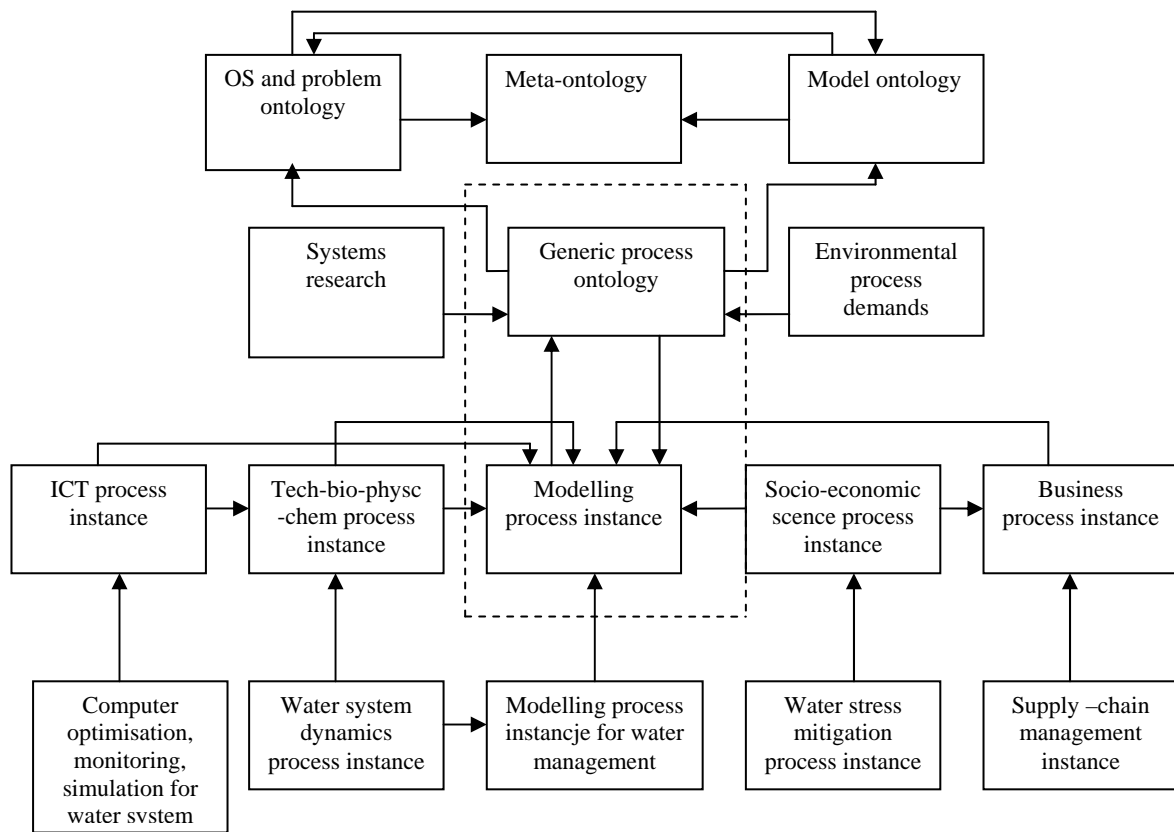 OS and problem
ontology
Meta-ontology
Model ontology
Systems
research
Generic process
ontology
Environmental
process
demands
ICT process
instance
Tech-bio-physc
-chem process
instance
Modelling
process instance
Socio-economic
scence process
instance
Business
process instance
Computer
optimisation,
monitoring,
simulation for
water system
Water system
dynamics
process instance
Modelling process
instancje for water
management
Water stress
mitigation
process instance
Supply –chain
management
instance